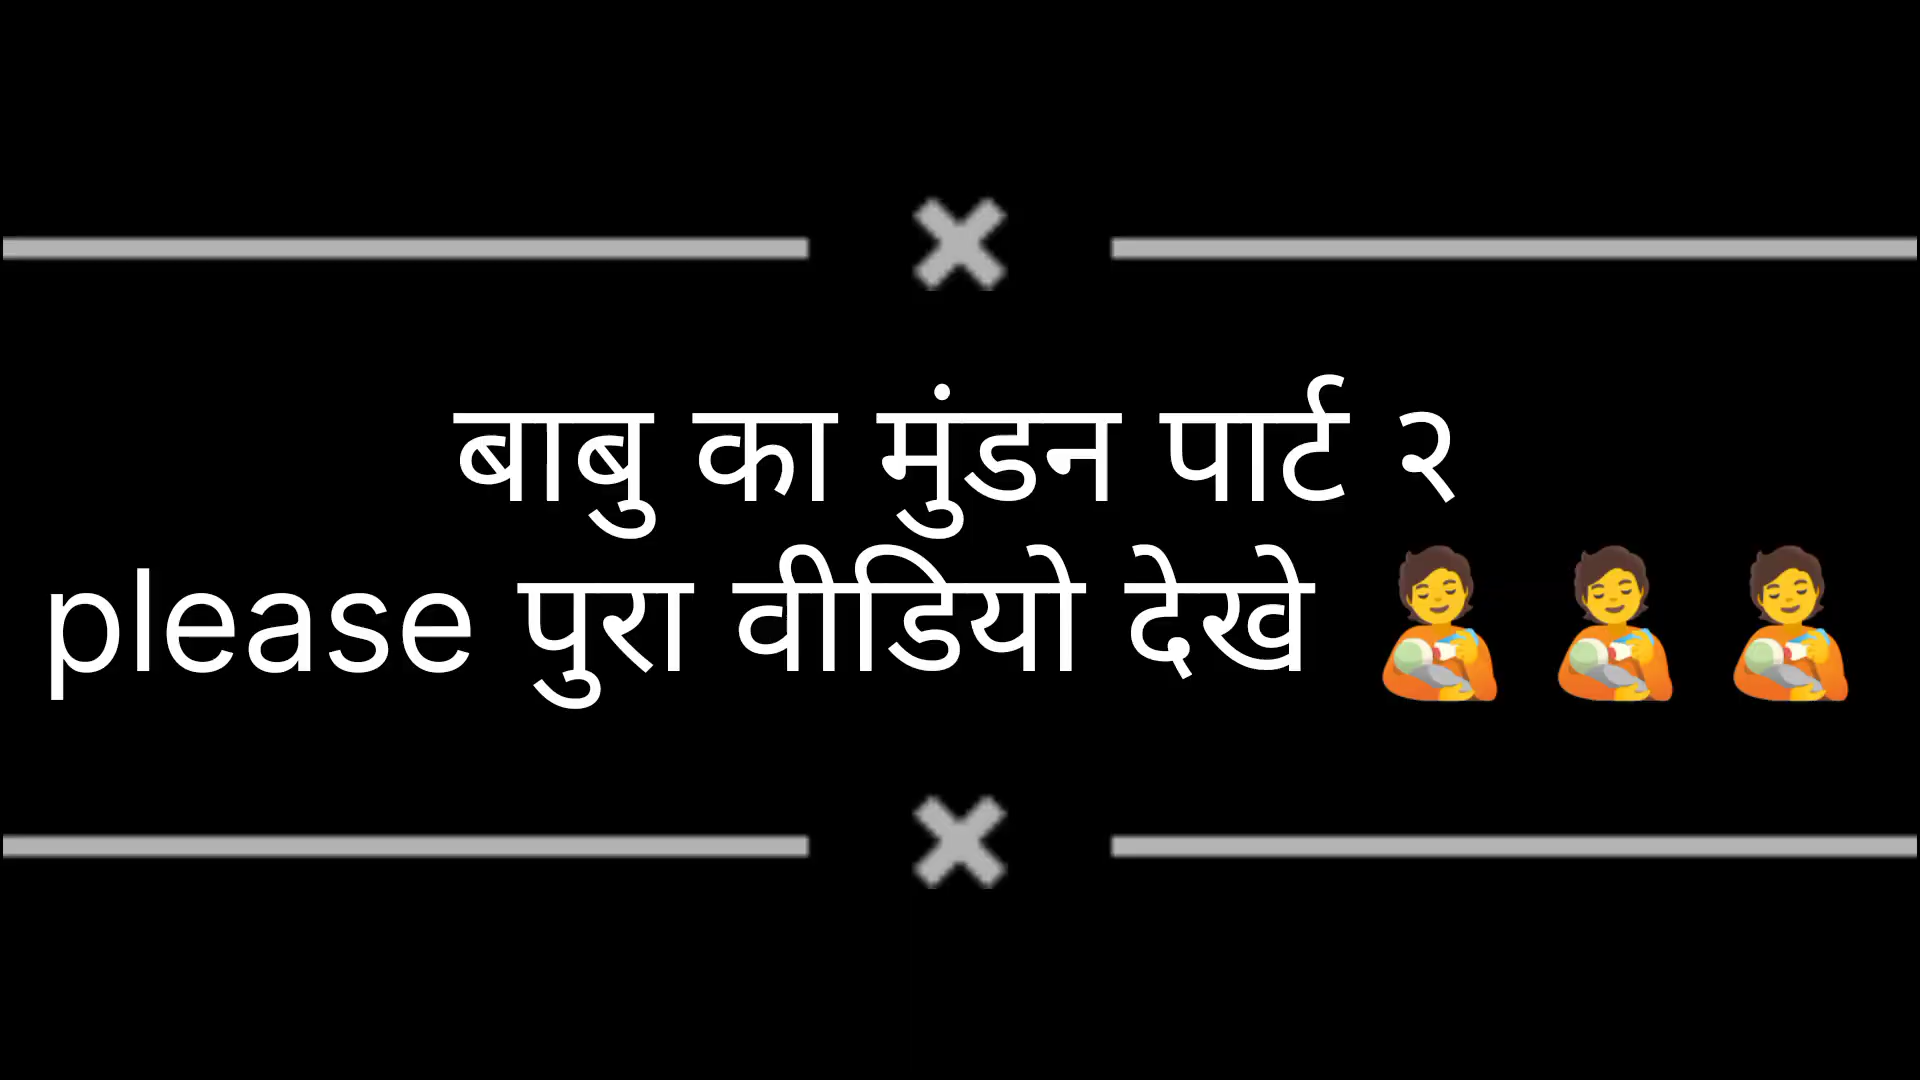 बाबु का मुंडन पार्ट २
please पुरा वीडियो देखे 🧑‍🍼 🧑‍🍼 🧑‍🍼